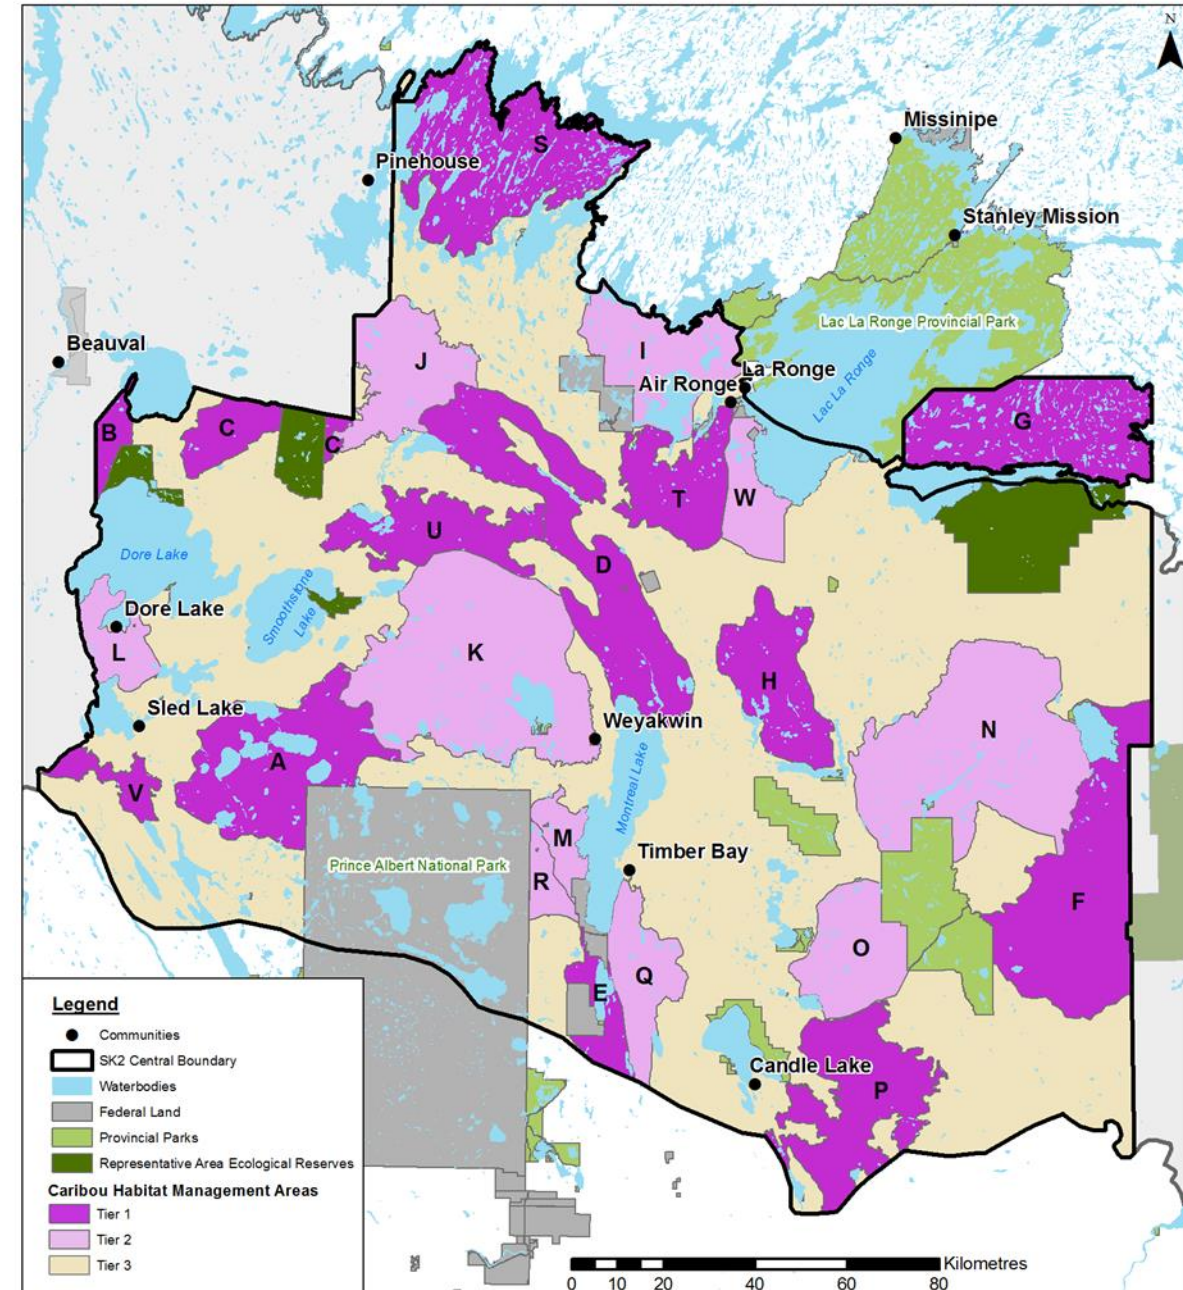 N
Missinipe
S
Pinehouse
Stanley Mission
Lac La Ronge Provincial Park
Beauval
J
I
La Ronge
Air Ronge
Lac La Ronge
B
C
C
G
T
W
U
Dore Lake
D
Smoothstone
Lake
Dore Lake
L
K
H
Sled Lake
Weyakwin
N
A
V
Montreal Lake
M
Timber Bay
Prince Albert National Park
R
F
O
E
Q
Candle Lake
P
Legend
Communities
SK2 Central Boundary
Waterbodies
Federal Land
Provincial Parks
Representative Area Ecological Reserves
Caribou Habitat Management Areas
Tier 1
Tier 2
Tier 3
Kilometres
0 10 20 40 60 80